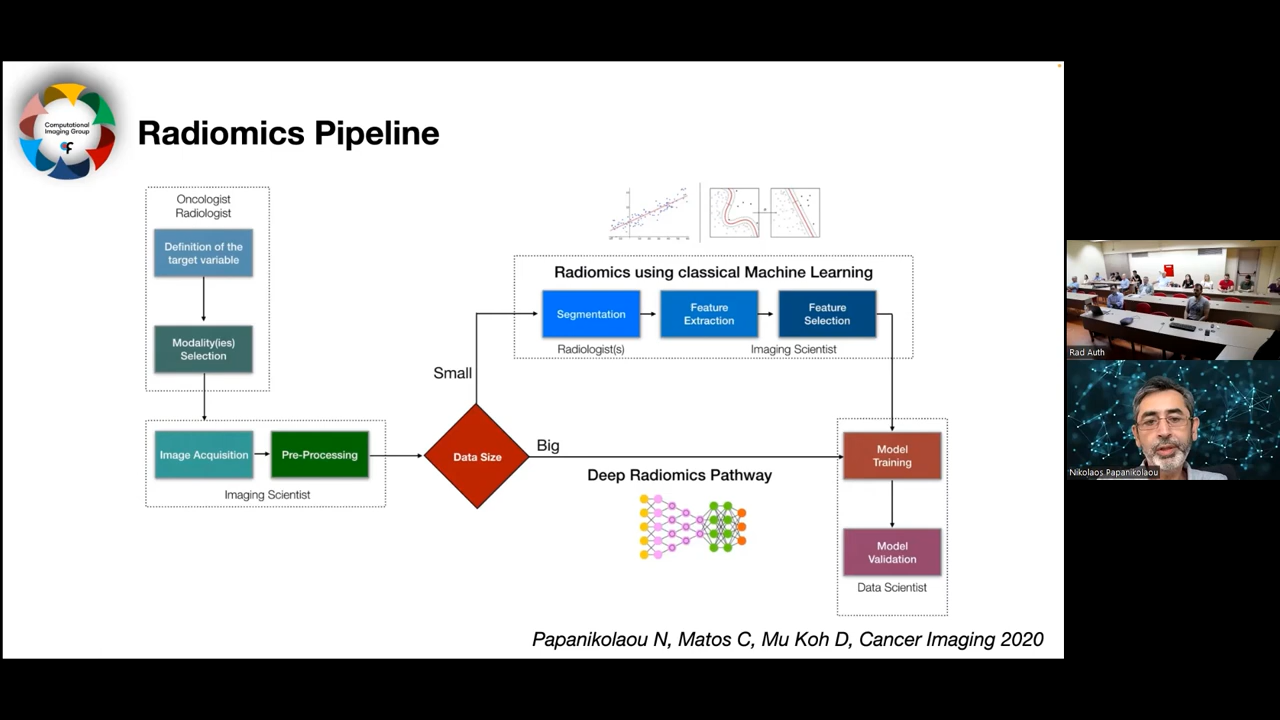 Computational
Imaging Group
Radiomics Pipeline
Oncologist
Radiologist
Definition of the
target variable
Modality(ies)
Selection
Image Acquisition
Pre-Processing
Imaging Scientist
Data Size
Small
Big
Radiomics using classical Machine Learning
Segmentation
Feature
Extraction
Feature
Selection
Radiologist(s)
Imaging Scientist
Deep Radiomics Pathway
Model
Training
Model
Validation
Data Scientist
Papanikolaou N, Matos C, Mu Koh D, Cancer Imaging 2020
Rad Auth
Nikolaos Papanikolaou